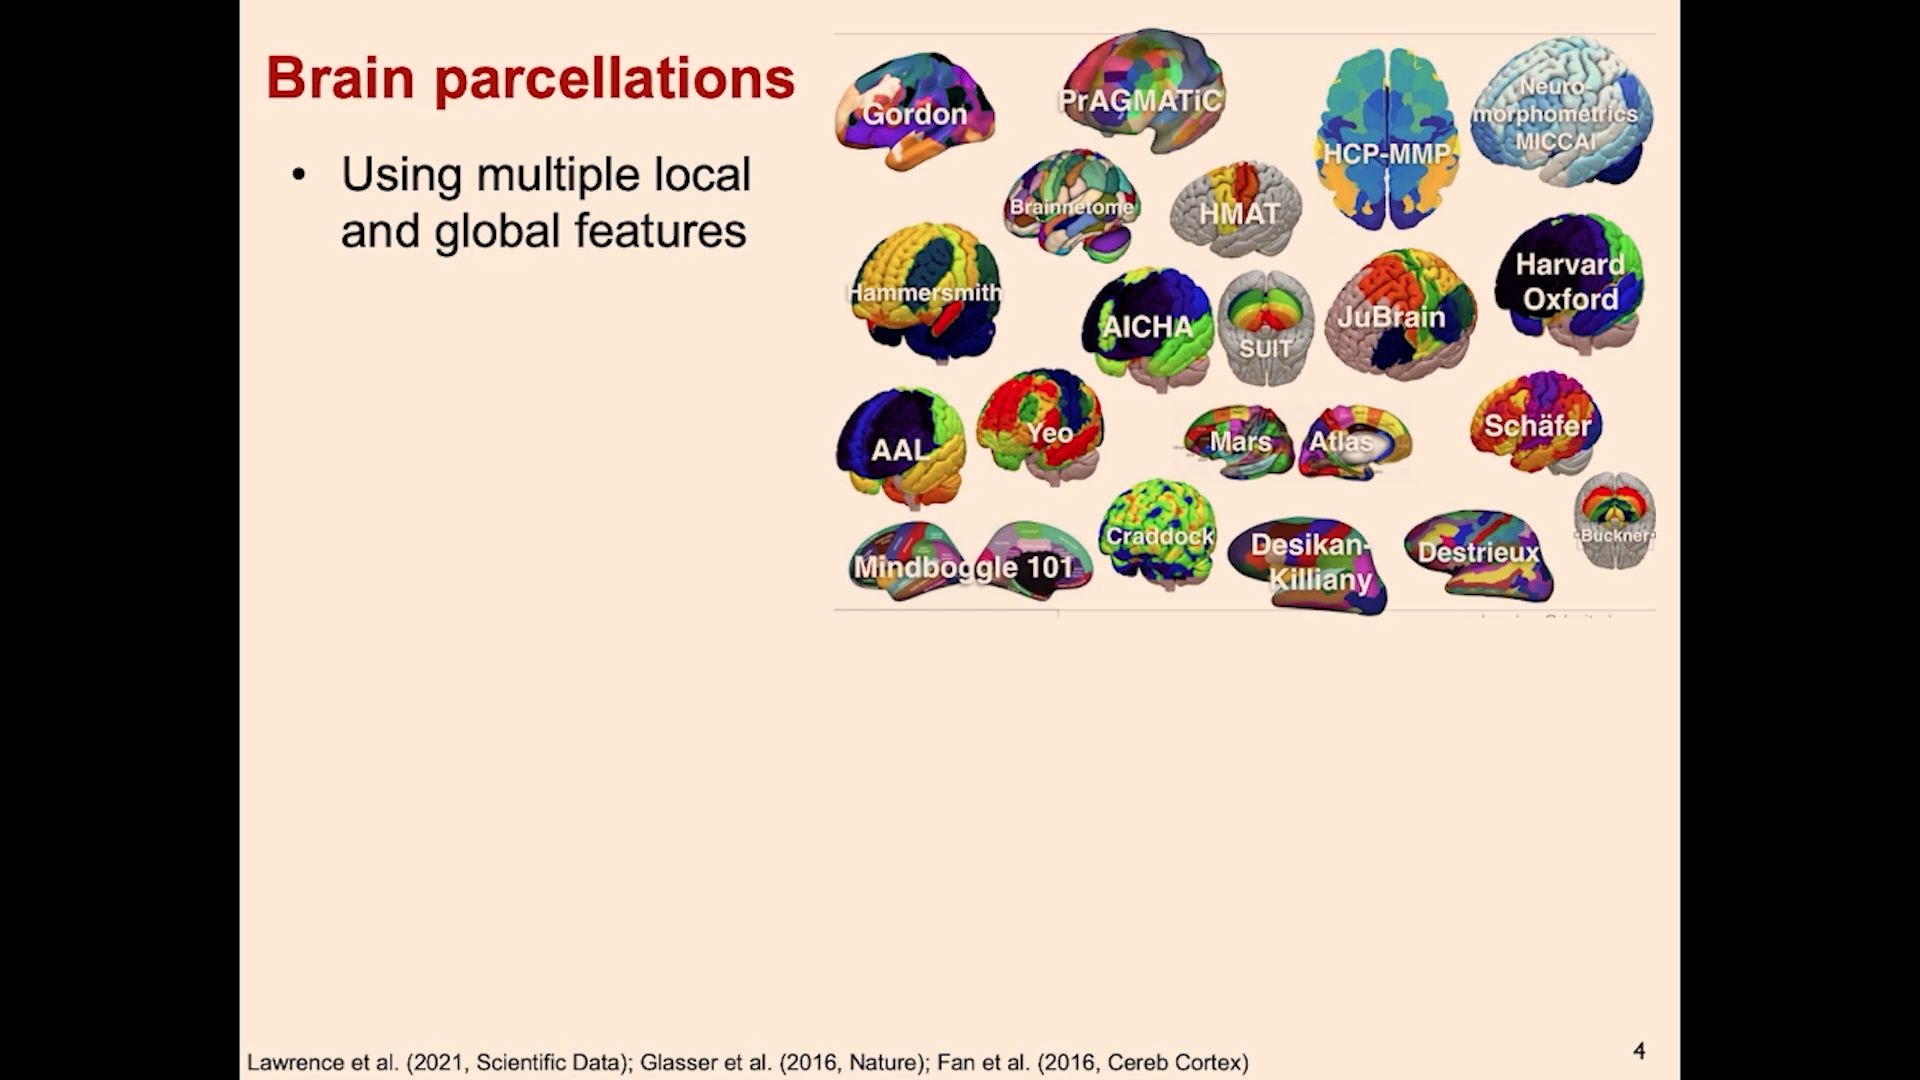 Brain parcellations
• Using multiple local
and global features
Gordon
PrAGMATiC
HCP-MMP
Neuro-
morphometrics
MICCAI
Brainnetome
HMAT
Hammersmith
AICHA
SUIT
JuBrain
Harvard
Oxford
AAL
Yeo
Mars Atlas
Schäfer
Mindboggle 101
Craddock
Desikan-
Killiany
Destrieux
Buckner
Lawrence et al. (2021, Scientific Data); Glasser et al. (2016, Nature); Fan et al. (2016, Cereb Cortex)
4